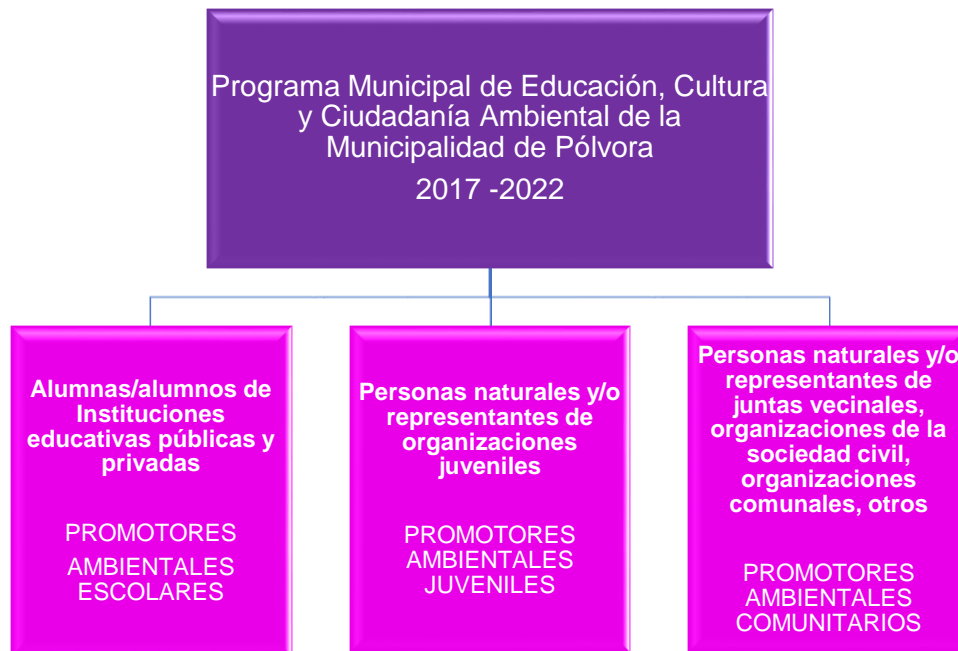 Programa Municipal de Educación, Cultura
y Ciudadanía Ambiental de la
Municipalidad de Pólvora
2017 -2022
Alumnas/alumnos de
Instituciones
educativas públicas y
privadas
PROMOTORES
AMBIENTALES
ESCOLARES
Personas naturales y/o
representantes de
organizaciones
juveniles
PROMOTORES
AMBIENTALES
JUVENILES
Personas naturales y/o
representantes de
juntas vecinales,
organizaciones de la
sociedad civil,
organizaciones
comunales, otros
PROMOTORES
AMBIENTALES
COMUNITARIOS